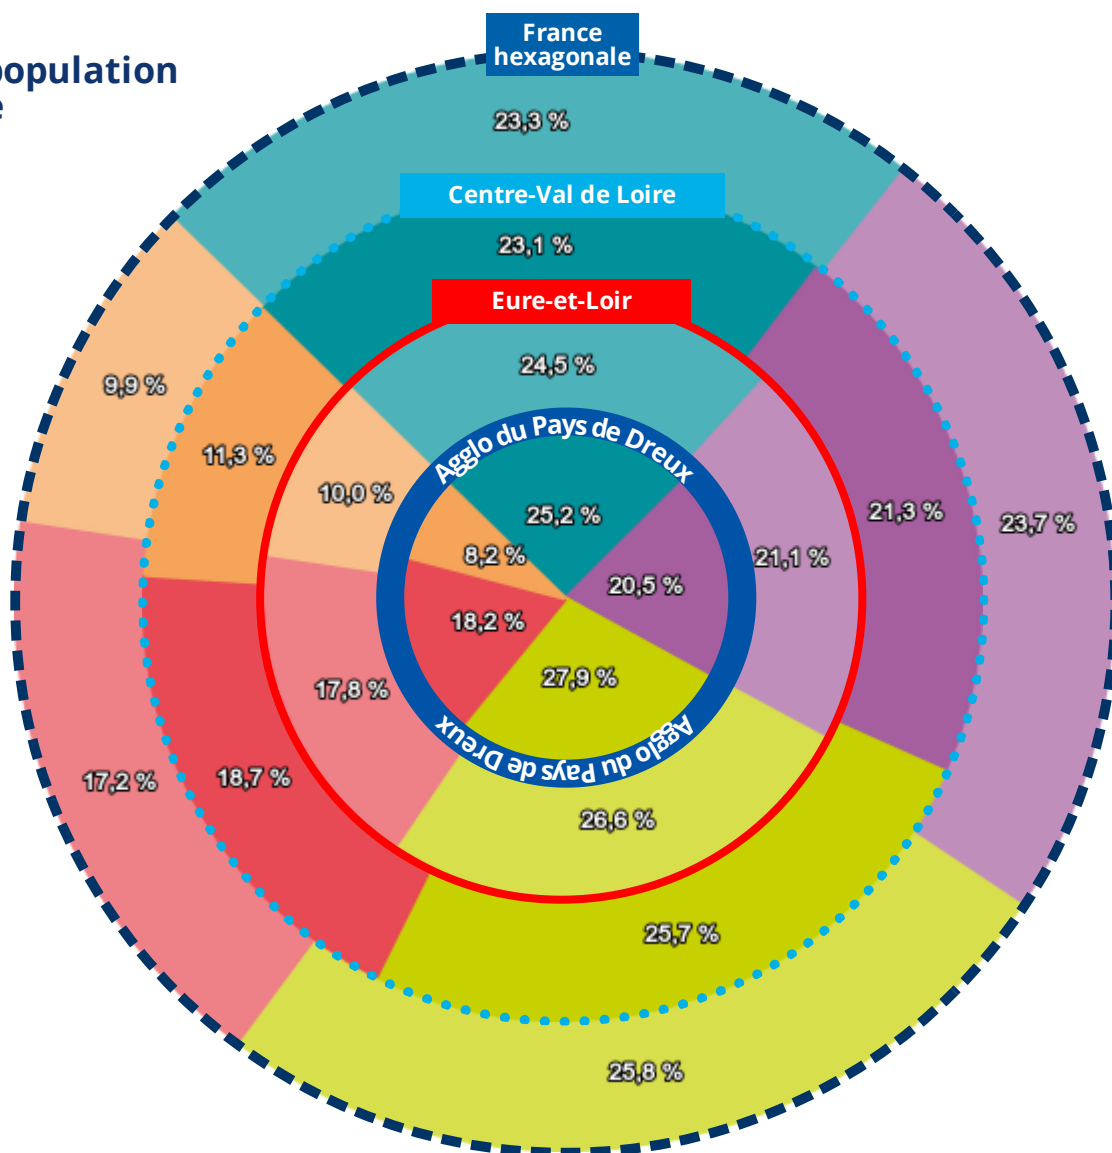 France
hexagonale
population
23,3 %
Centre-Val de Loire
23,1 %
Eure-et-Loir
24,5 %
9,9 %
Agglo du Pays de Dreux
11,3 %
10,0 %
25,2 %
21,3 %
23,7 %
8,2 %
21,1 %
20,5 %
18,2 %
27,9 %
17,8 %
Agglo du Pays de Dreux
18,7 %
17,2 %
26,6 %
25,7 %
25,8 %